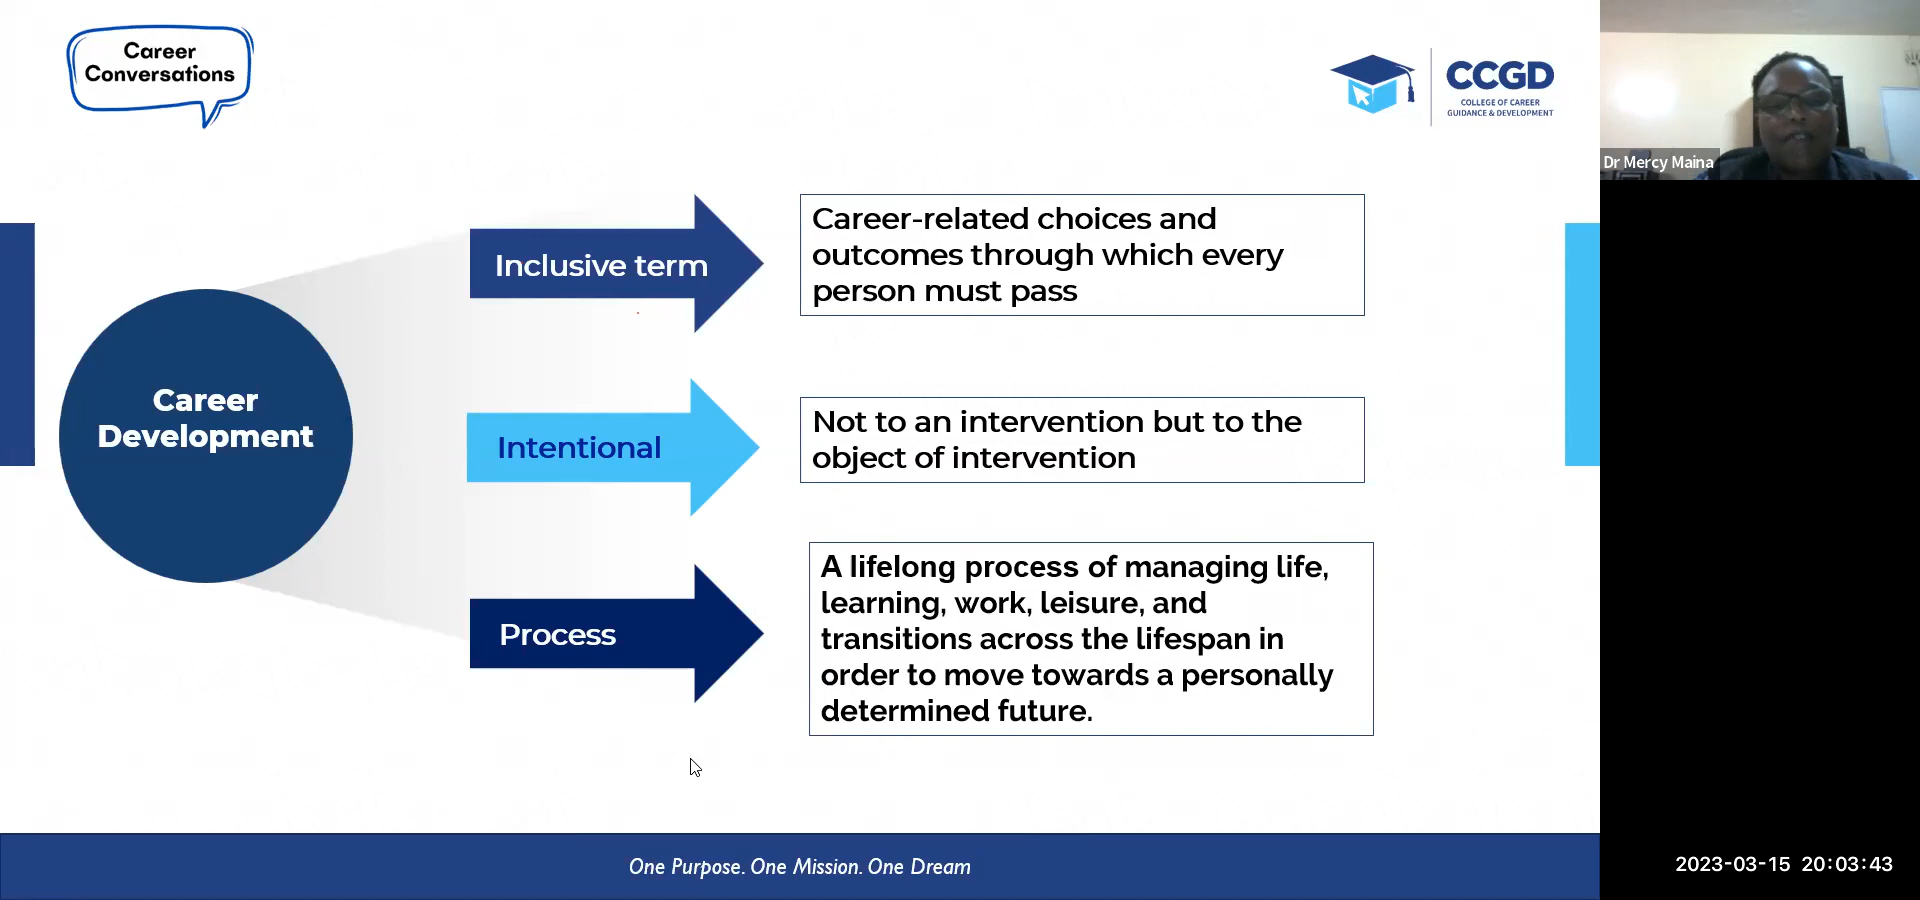 Career
Conversations
CCGD
COLLEGE OF CAREER
GUIDANCE & DEVELOPMENT
Dr Mercy Maina
Career
Development
Inclusive term
Career-related choices and
outcomes through which every
person must pass
Intentional
Not to an intervention but to the
object of intervention
Process
A lifelong process of managing life,
learning, work, leisure, and
transitions across the lifespan in
order to move towards a personally
determined future.
One Purpose. One Mission. One Dream
2023-03-15 20:03:43